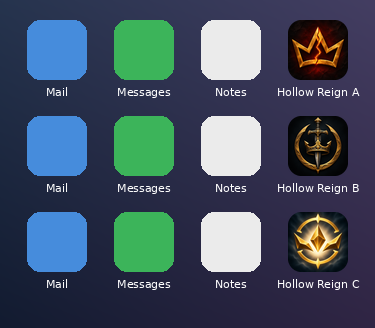 Mail Messages Notes Hollow Reign A
Mail Messages Notes Hollow Reign B
Mail Messages Notes Hollow Reign C